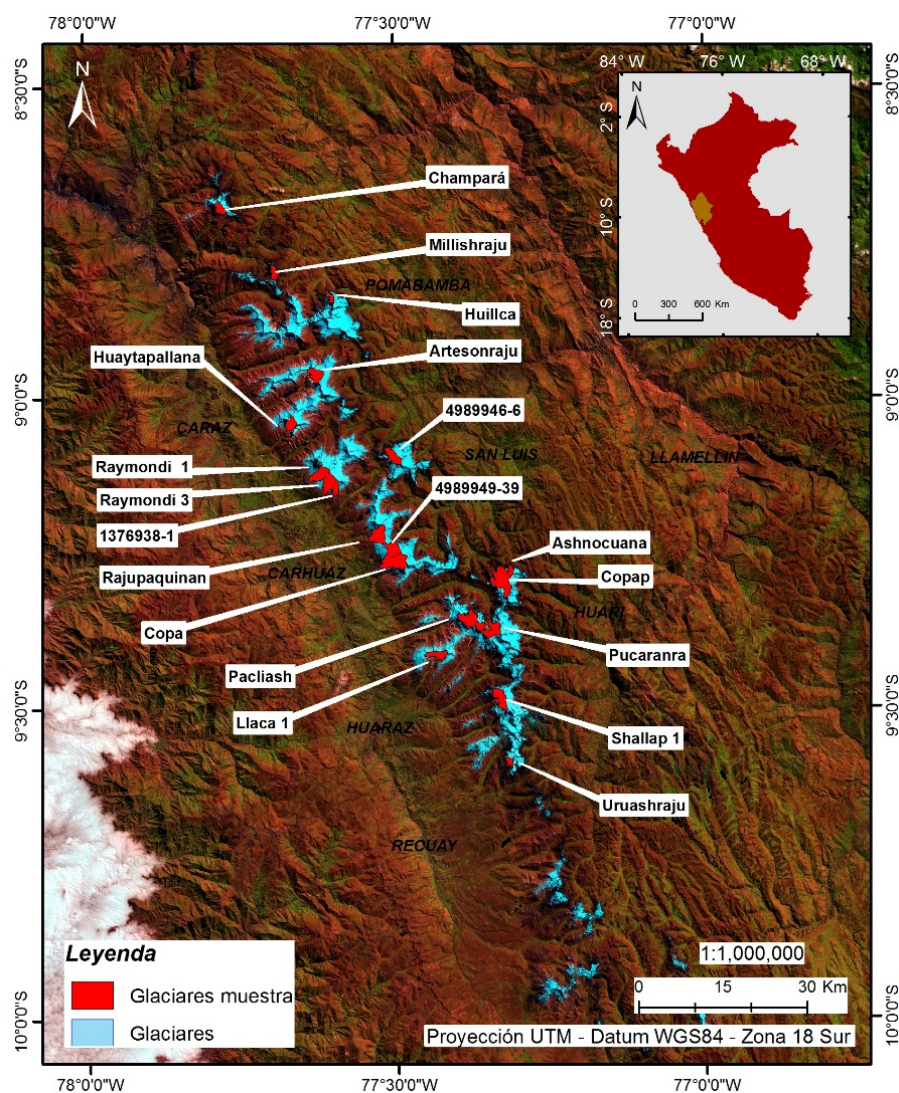 78°0'0"W
77°30'0"W
77°0'0"W
84° W
76° W
68° W
N
N
8°30'0"S
8°30'0"S
2° S
10° S
18° S
0 300 600 Km
Champará
Millishraju
POMABAMBA
Huillca
Huaytapallana
Artesonraju
9°0'0"S
9°0'0"S
CARAZ
4989946-6
SAN LUIS
LLAMELLIN
Raymondi 1
Raymondi 3
4989949-39
1376938-1
Rajupaquinan
CARHUAZ
Ashnocuana
Copap
HUARI
Copa
Pacliash
Pucaranra
Llaca 1
HUARAZ
9°30'0"S
9°30'0"S
Shallap 1
Uruashraju
RECUAY
Leyenda
Glaciares muestra
Glaciares
1:1,000,000
0 15 30 Km
Proyección UTM - Datum WGS84 - Zona 18 Sur
10°0'0"S
10°0'0"S
78°0'0"W
77°30'0"W
77°0'0"W